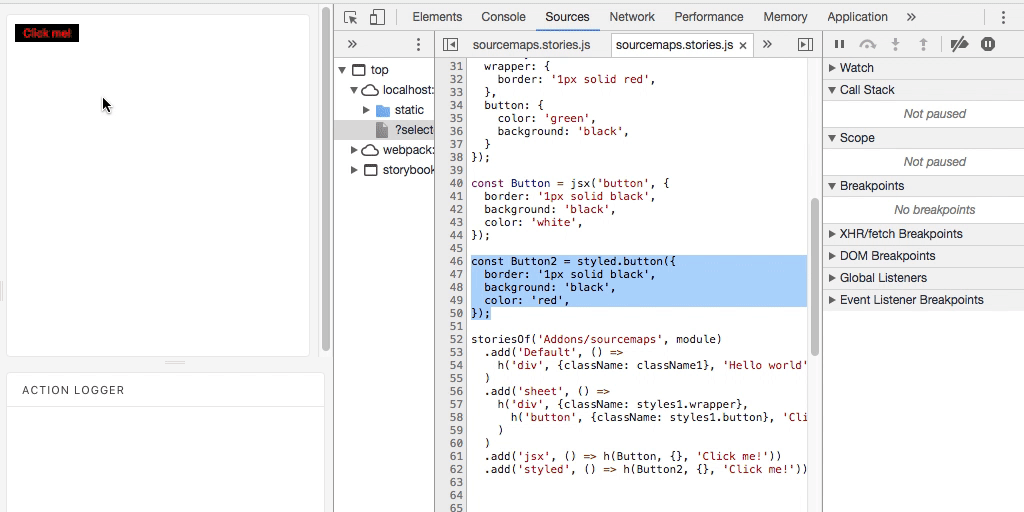 Click me!
ACTION LOGGER
Elements Console Sources Network Performance Memory Application »
» sourcemaps.stories.js sourcemaps.stories.js × »
top
localhost:
static
?select
webpack:
storybook
31 wrapper: {
32 border: '1px solid red',
33 },
34 button: {
35 color: 'green',
36 background: 'black',
37 }
38 });
39
40 const Button = jsx('button', {
41 border: '1px solid black',
42 background: 'black',
43 color: 'white',
44 });
45
46 const Button2 = styled.button({
47 border: '1px solid black',
48 background: 'black',
49 color: 'red',
50 });
51
52 storiesOf('Addons/sourcemaps', module)
53 .add('Default', () =>
54 h('div', {className: className1}, 'Hello world'
55 )
56 .add('sheet', () =>
57 h('div', {className: styles1.wrapper},
58 h('button', {className: styles1.button}, 'Cli
59 )
60 )
61 .add('jsx', () => h(Button, {}, 'Click me!'))
62 .add('styled', () => h(Button2, {}, 'Click me!'))
63
64
65
Watch
Call Stack
Not paused
Scope
Not paused
Breakpoints
No breakpoints
XHR/fetch Breakpoints
DOM Breakpoints
Global Listeners
Event Listener Breakpoints